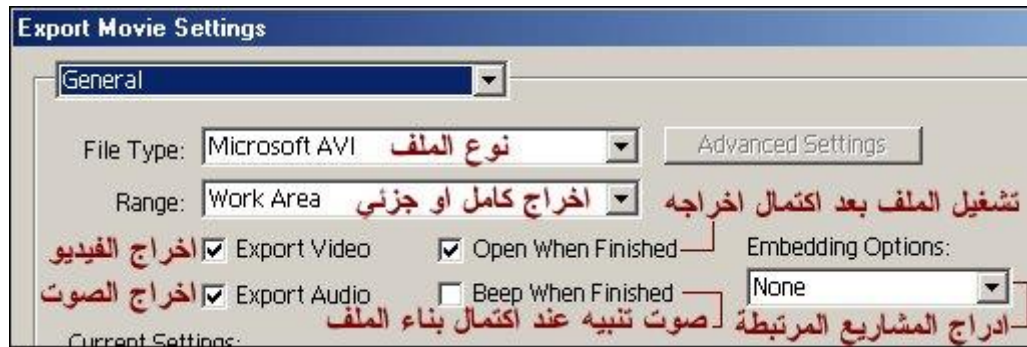 Export Movie Settings
General
File Type: Microsoft AVI نوع الملف Advanced Settings
Range: Work Area اخراج كامل او جزئي تشغيل الملف بعد اكتمال اخراجه
اخراج الفيديو Export Video Open When Finished Embedding Options:
اخراج الصوت Export Audio Beep When Finished None
صوت تنبيه عند اكتمال بناء الملف ادراج المشاريع المرتبطة
Current Settings: